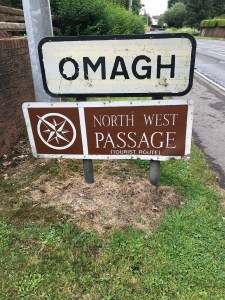 OMAGH
NORTH WEST
PASSAGE
(TOURIST ROUTE)